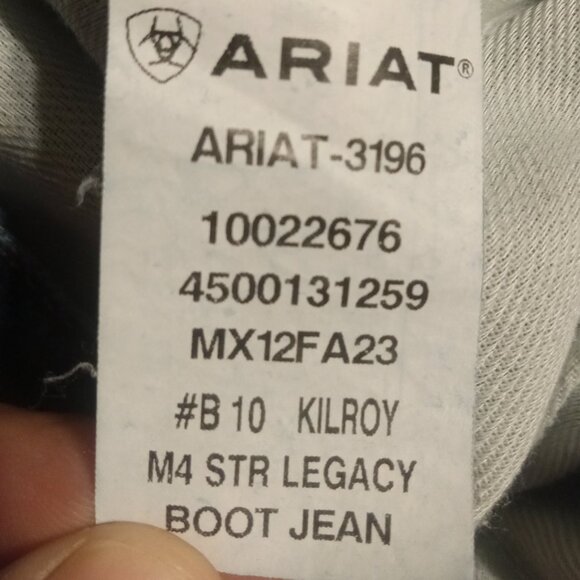 ARIAT®
ARIAT-3196
10022676
4500131259
MX12FA23
#B 10 KILROY
M4 STR LEGACY
BOOT JEAN